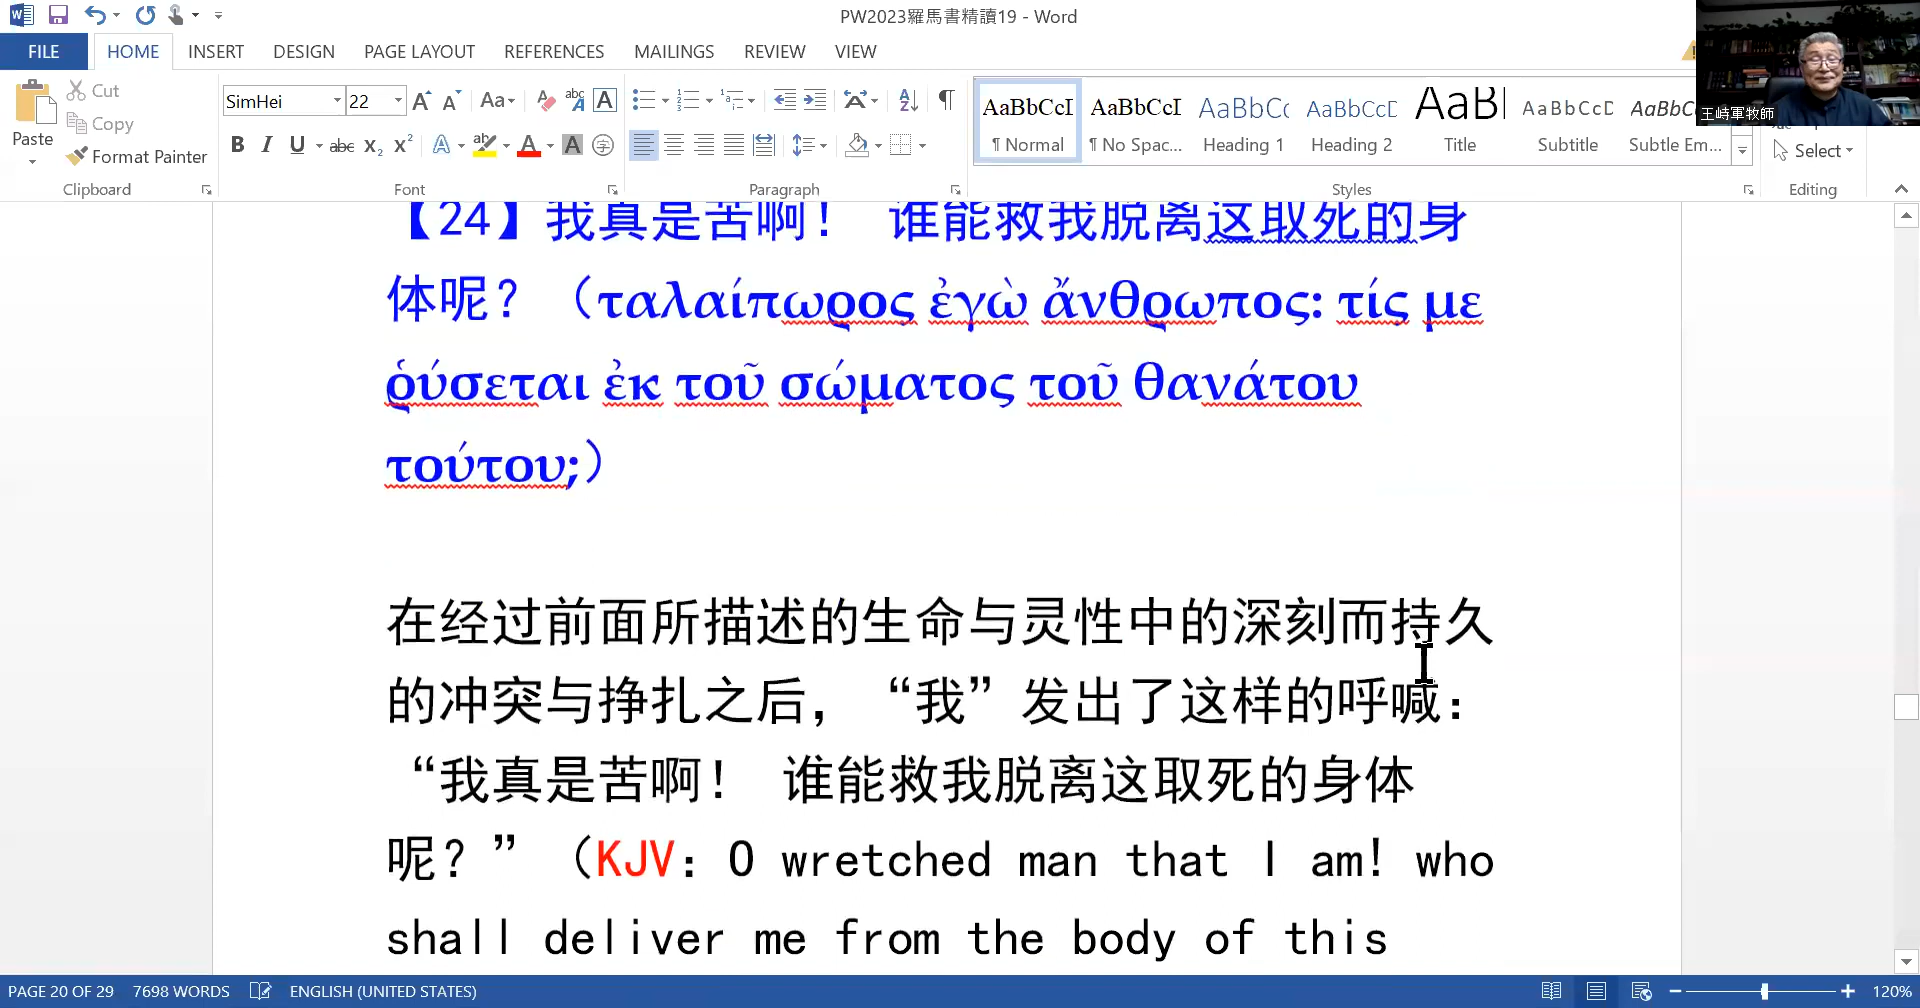 PW2023羅馬書精讀19 - Word
FILE HOME INSERT DESIGN PAGE LAYOUT REFERENCES MAILINGS REVIEW VIEW
Cut
Copy
Paste
Format Painter
Clipboard
SimHei 22
Font
Paragraph
AaBbCcI AaBbCcI AaBbCc AaBbCcD AaBl AaBbCcD AaBbCc
¶ Normal ¶ No Spac... Heading 1 Heading 2 Title Subtitle Subtle Em...
Styles
Select
Editing
王峙軍牧師
【24】我真是苦啊! 谁能救我脱离这取死的身
体呢?（ταλαίπωρος ἐγὼ ἄνθρωπος: τίς με
ῥύσεται ἐκ τοῦ σώματος τοῦ θανάτου
τούτου;）
在经过前面所描述的生命与灵性中的深刻而持久
的冲突与挣扎之后，“我”发出了这样的呼喊：
“我真是苦啊! 谁能救我脱离这取死的身体
呢?”（KJV：O wretched man that I am! who
shall deliver me from the body of this
PAGE 20 OF 29 7698 WORDS ENGLISH (UNITED STATES) 120%